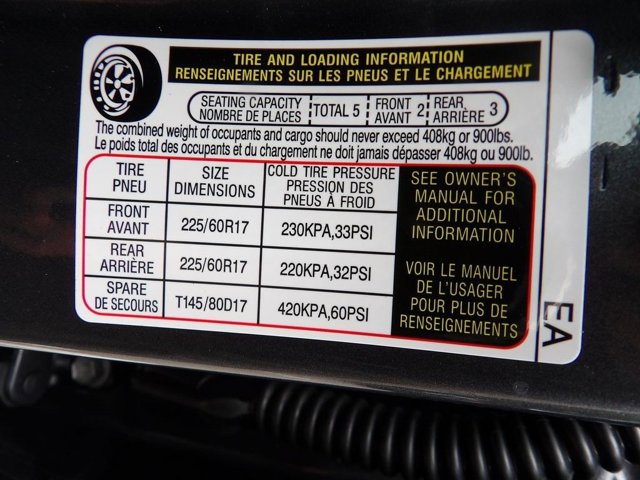 TIRE AND LOADING INFORMATION
RENSEIGNEMENTS SUR LES PNEUS ET LE CHARGEMENT
SEATING CAPACITY NOMBRE DE PLACES TOTAL 5 FRONT AVANT 2 REAR ARRIÈRE 3
The combined weight of occupants and cargo should never exceed 408kg or 900lbs.
Le poids total des occupants et du chargement ne doit jamais dépasser 408kg ou 900lb.
TIRE
PNEU
SIZE
DIMENSIONS
COLD TIRE PRESSURE
PRESSION DES
PNEUS À FROID
FRONT
AVANT
225/60R17
230KPA,33PSI
REAR
ARRIÈRE
225/60R17
220KPA,32PSI
SPARE
DE SECOURS
T145/80D17
420KPA,60PSI
SEE OWNER'S
MANUAL FOR
ADDITIONAL
INFORMATION
VOIR LE MANUEL
DE L'USAGER
POUR PLUS DE
RENSEIGNEMENTS
EA